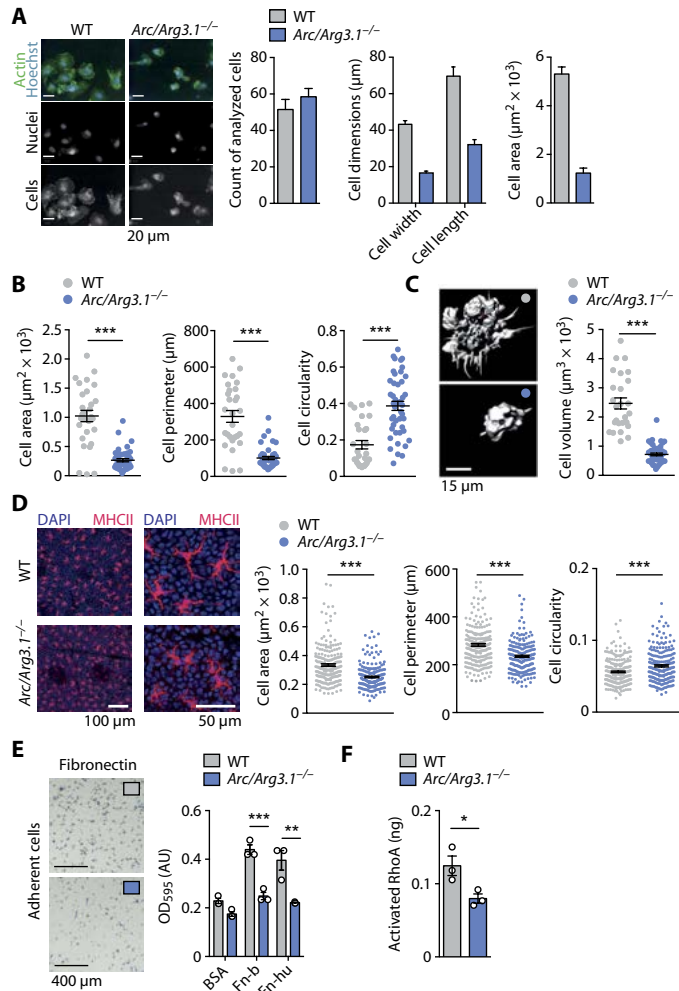 A
WT
Arc/Arg3.1–/–
Actin
Hoechst
Nuclei
Cells
20 µm
WT
Arc/Arg3.1–/–
Count of analyzed cells
80
60
40
20
0
Cell dimensions (µm)
80
60
40
20
0
Cell width
Cell length
Cell area (µm² × 10³)
6
4
2
0
B
WT
Arc/Arg3.1–/–
Cell area (µm² × 10³)
2.5
2.0
1.5
1.0
0.5
0
***
Cell perimeter (µm)
800
600
400
200
0
***
Cell circularity
0.8
0.6
0.4
0.2
0
***
C
15 µm
WT
Arc/Arg3.1–/–
Cell volume (µm³ × 10³)
5
4
3
2
1
0
***
D
DAPI MHCII
DAPI MHCII
WT
Arc/Arg3.1–/–
100 µm
50 µm
WT
Arc/Arg3.1–/–
Cell area (µm² × 10³)
1.0
0.8
0.6
0.4
0.2
0
***
Cell perimeter (µm)
600
400
200
0
***
Cell circularity
0.2
0.1
0
***
E
Fibronectin
Adherent cells
400 µm
WT
Arc/Arg3.1–/–
OD595 (AU)
0.6
0.4
0.2
0
***
**
BSA
Fn-b
Fn-hu
F
WT
Arc/Arg3.1–/–
Activated RhoA (ng)
0.2
0.1
0
*